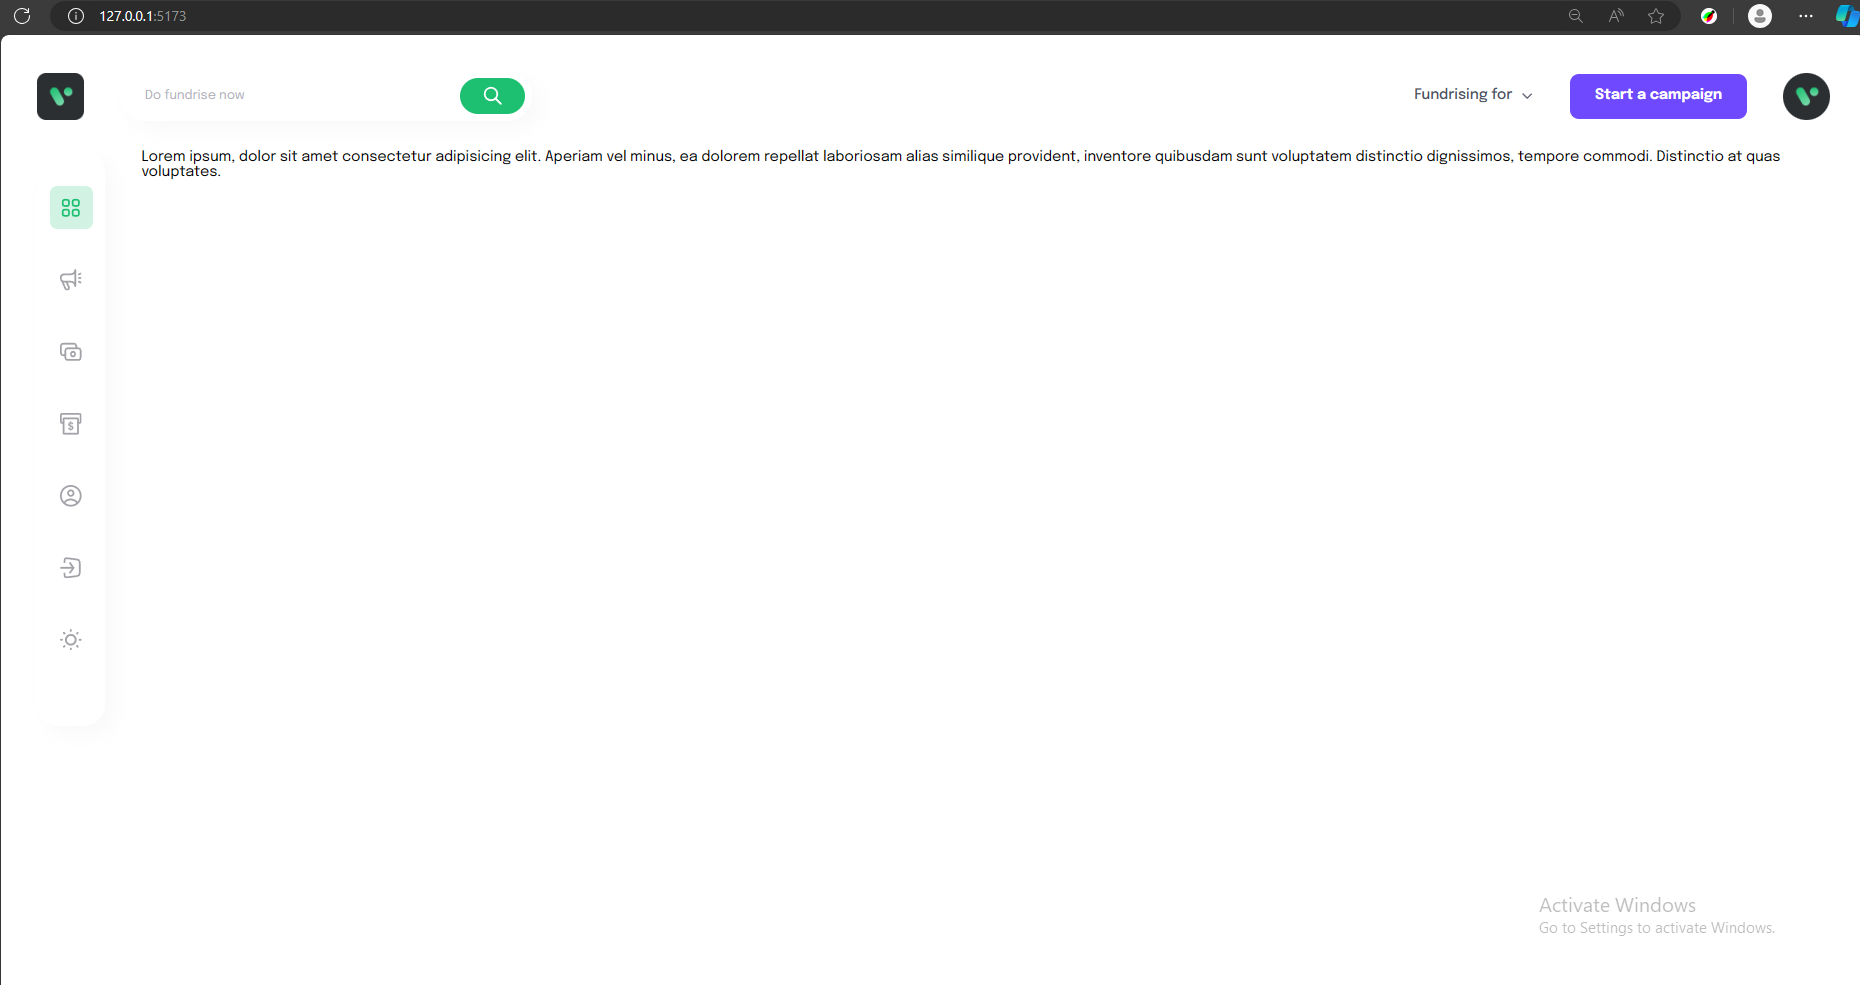 127.0.0.1:5173
Do fundrise now
Fundrising for
Start a campaign
Lorem ipsum, dolor sit amet consectetur adipisicing elit. Aperiam vel minus, ea dolorem repellat laboriosam alias similique provident, inventore quibusdam sunt voluptatem distinctio dignissimos, tempore commodi. Distinctio at quas
voluptates.
Activate Windows
Go to Settings to activate Windows.